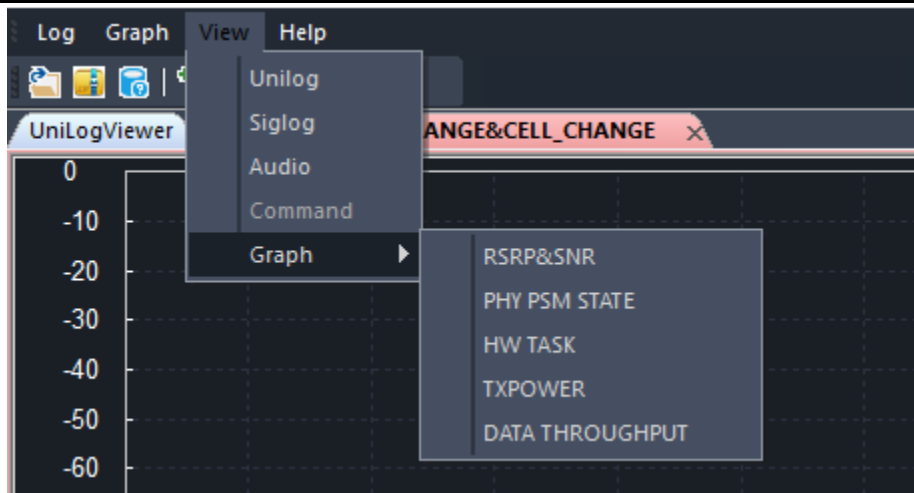 Log Graph View Help
Unilog
UniLogViewer
ANGE&CELL_CHANGE
Siglog
Audio
Command
Graph
RSRP&SNR
PHY PSM STATE
HW TASK
TXPOWER
DATA THROUGHPUT
0
-10
-20
-30
-40
-50
-60